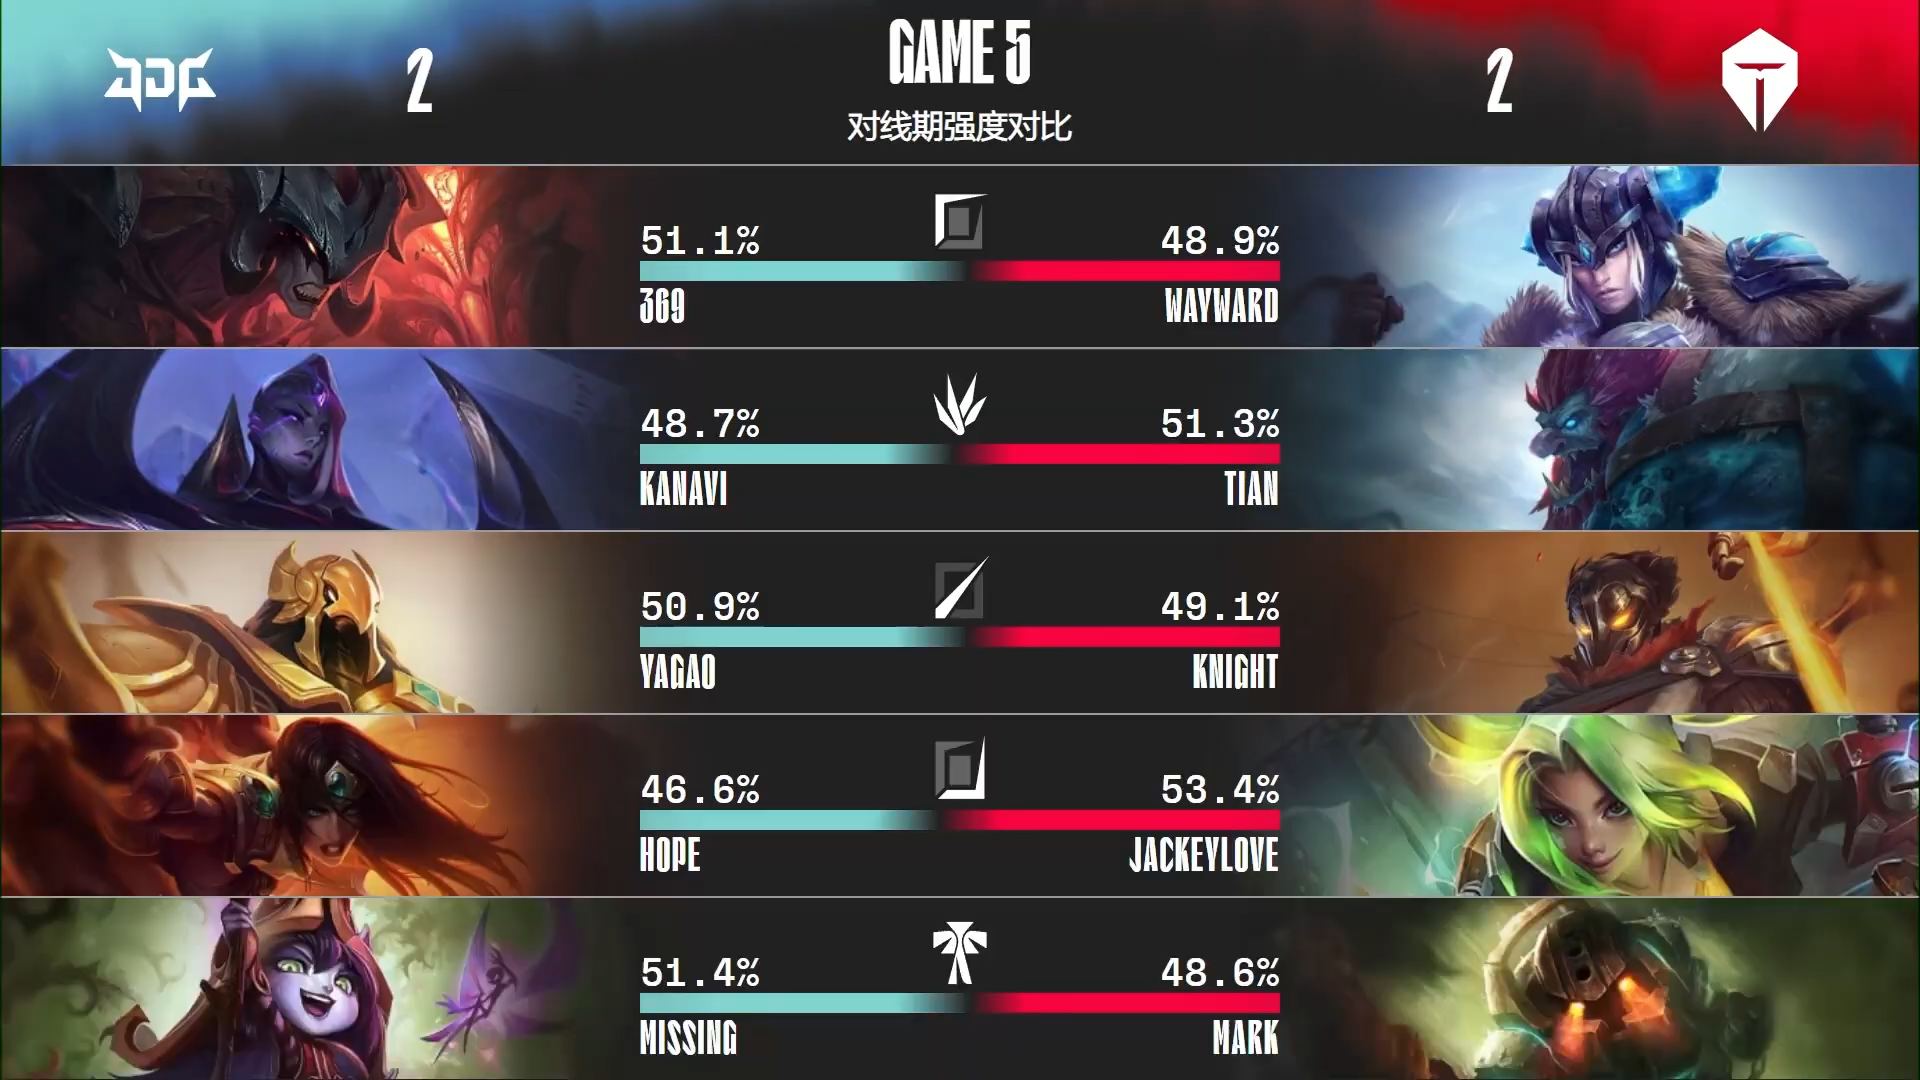 JDG
2
GAME 5
2
对线期强度对比
51.1%
48.9%
369
WAYWARD
48.7%
51.3%
KANAVI
TIAN
50.9%
49.1%
YAGAO
KNIGHT
46.6%
53.4%
HOPE
JACKEYLOVE
51.4%
48.6%
MISSING
MARK